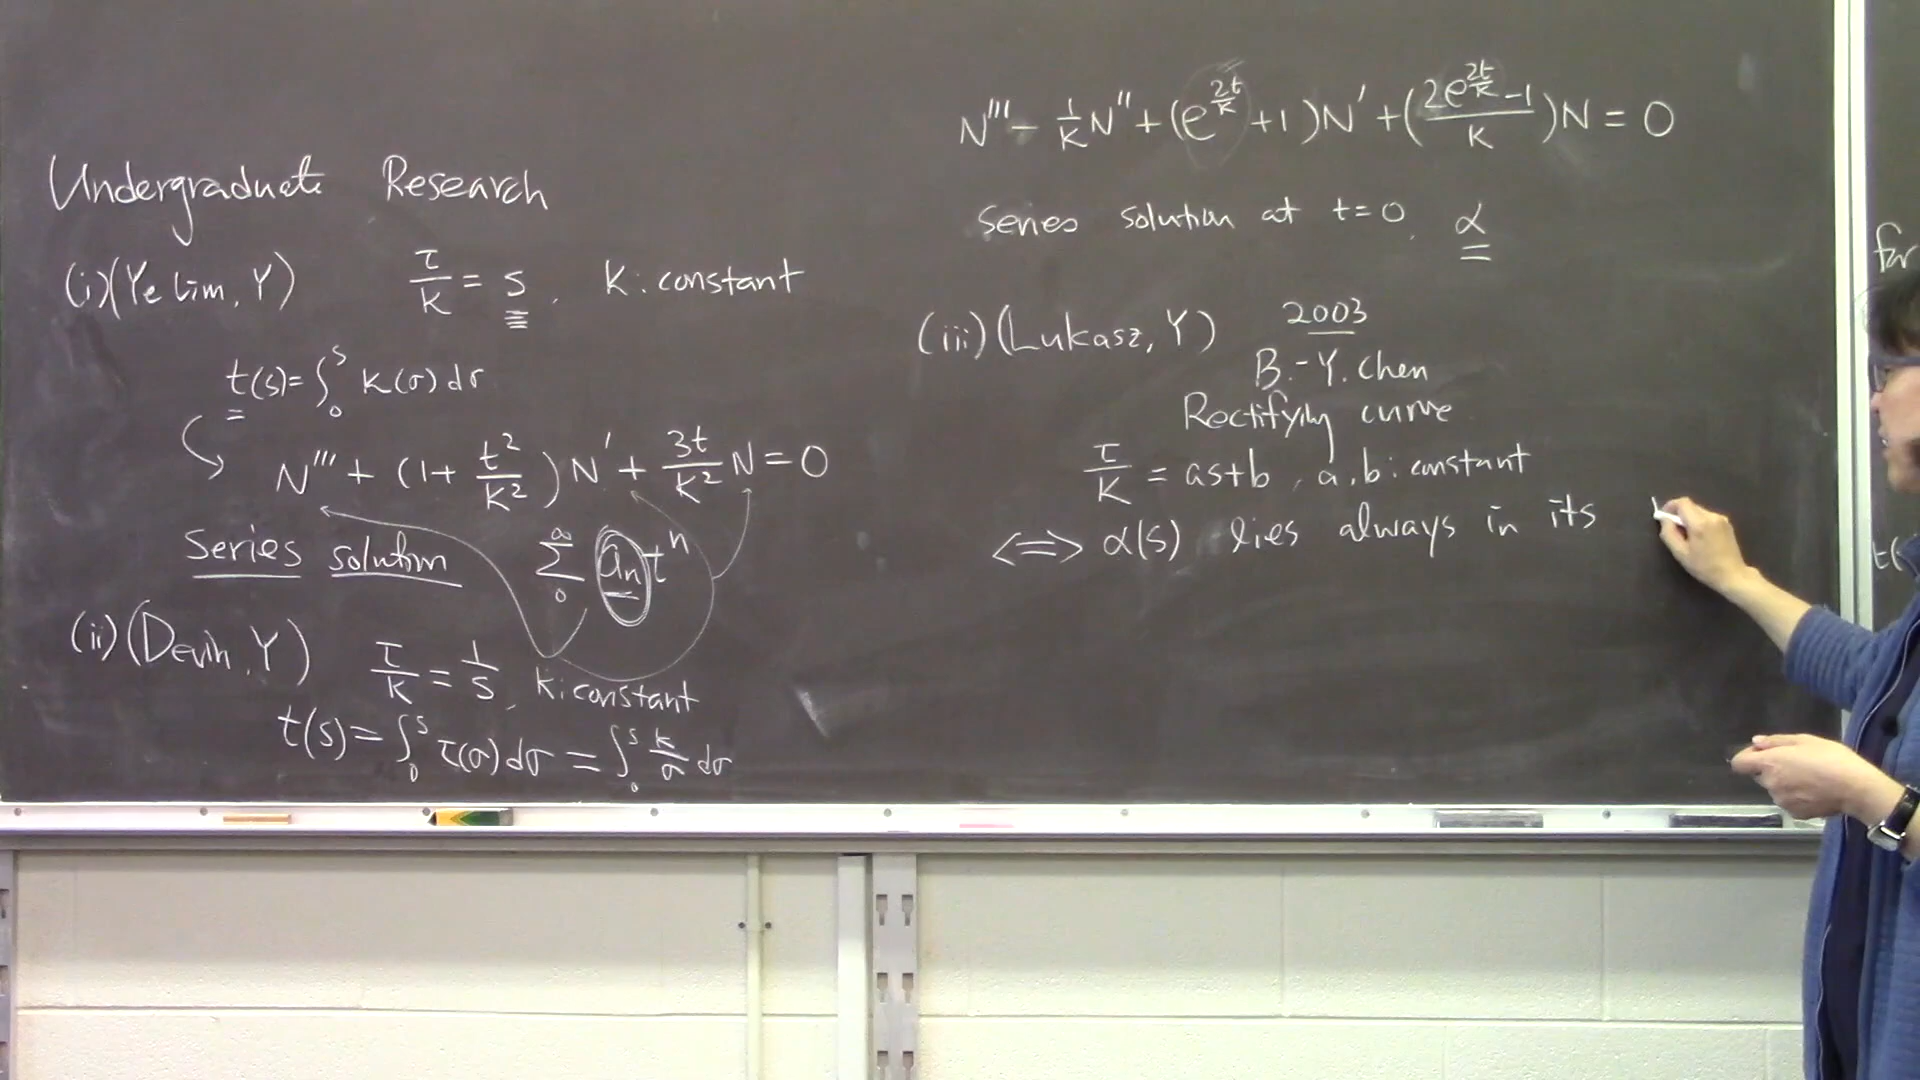 Undergraduate Research
(i) (Ye Lim, Y) τ/κ = s, κ : constant
t(s) = ∫₀ˢ κ(σ) dσ
N''' + (1 + t²/κ²) N' + 3t/κ² N = 0
Series solution ∑₀^∞ aₙ tⁿ
(ii) (Devin, Y) τ/κ = 1/s, κ : constant
t(s) = ∫₀ˢ τ(σ) dσ = ∫₀ˢ κ/σ dσ
N''' - 1/κ N'' + (e^(2t/κ) + 1) N' + ((2e^(2t/κ) - 1)/κ) N = 0
Series solution at t = 0, α
(iii) (Lukasz, Y) 2003
B.-Y. Chen
Rectifying curve
τ/κ = as + b, a, b : constant
⟺ α(s) lies always in its
for
t(